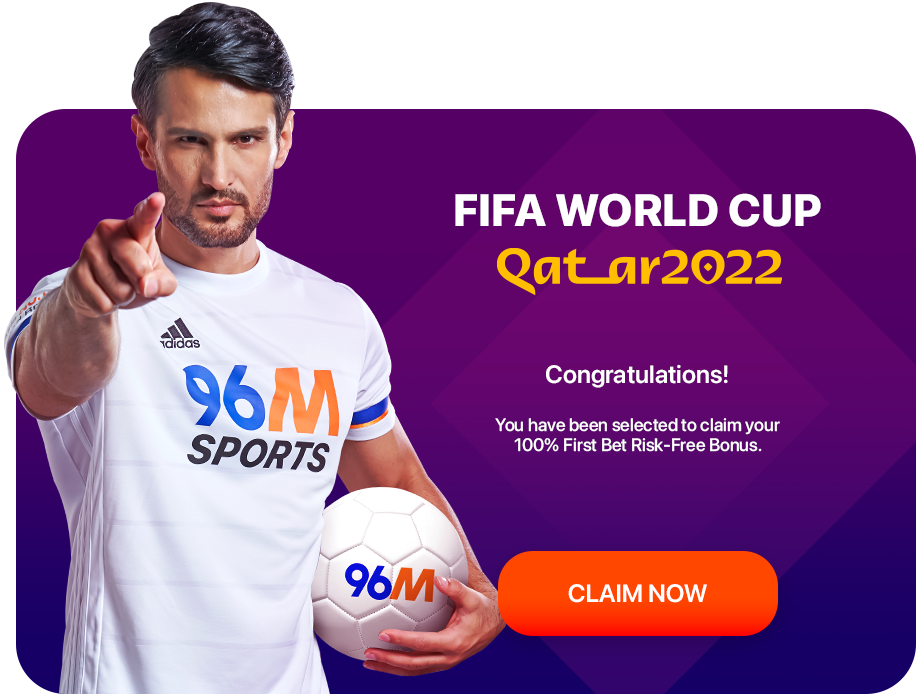 FIFA WORLD CUP
Qatar2022
Congratulations!
You have been selected to claim your
100% First Bet Risk-Free Bonus.
CLAIM NOW
adidas
96M
SPORTS
96M